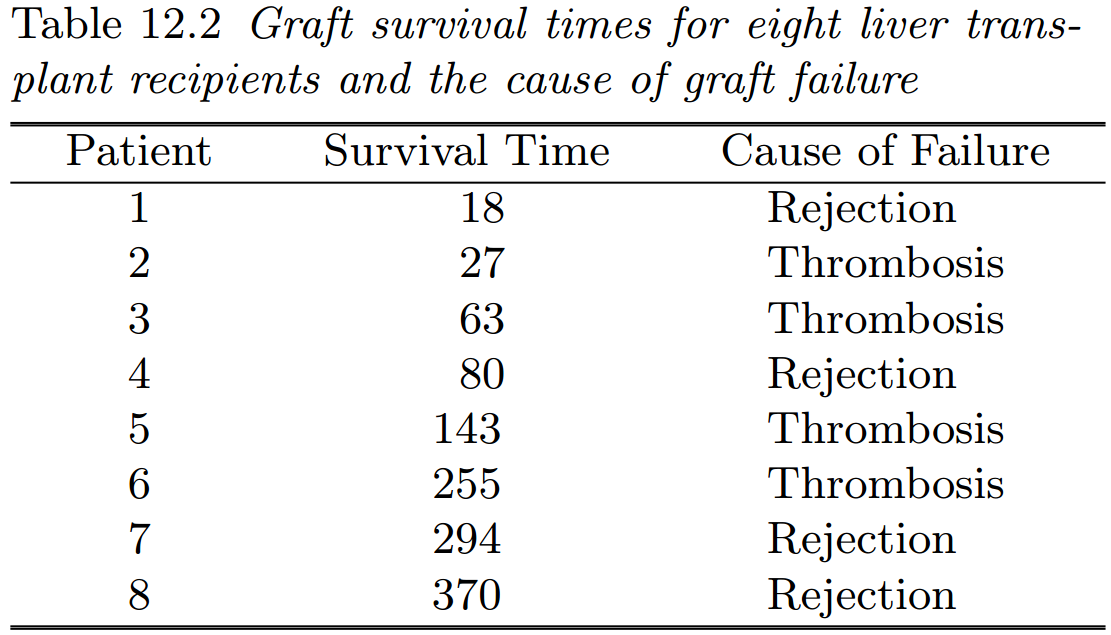 Table 12.2 Graft survival times for eight liver trans-
plant recipients and the cause of graft failure
Patient Survival Time Cause of Failure
1 18 Rejection
2 27 Thrombosis
3 63 Thrombosis
4 80 Rejection
5 143 Thrombosis
6 255 Thrombosis
7 294 Rejection
8 370 Rejection